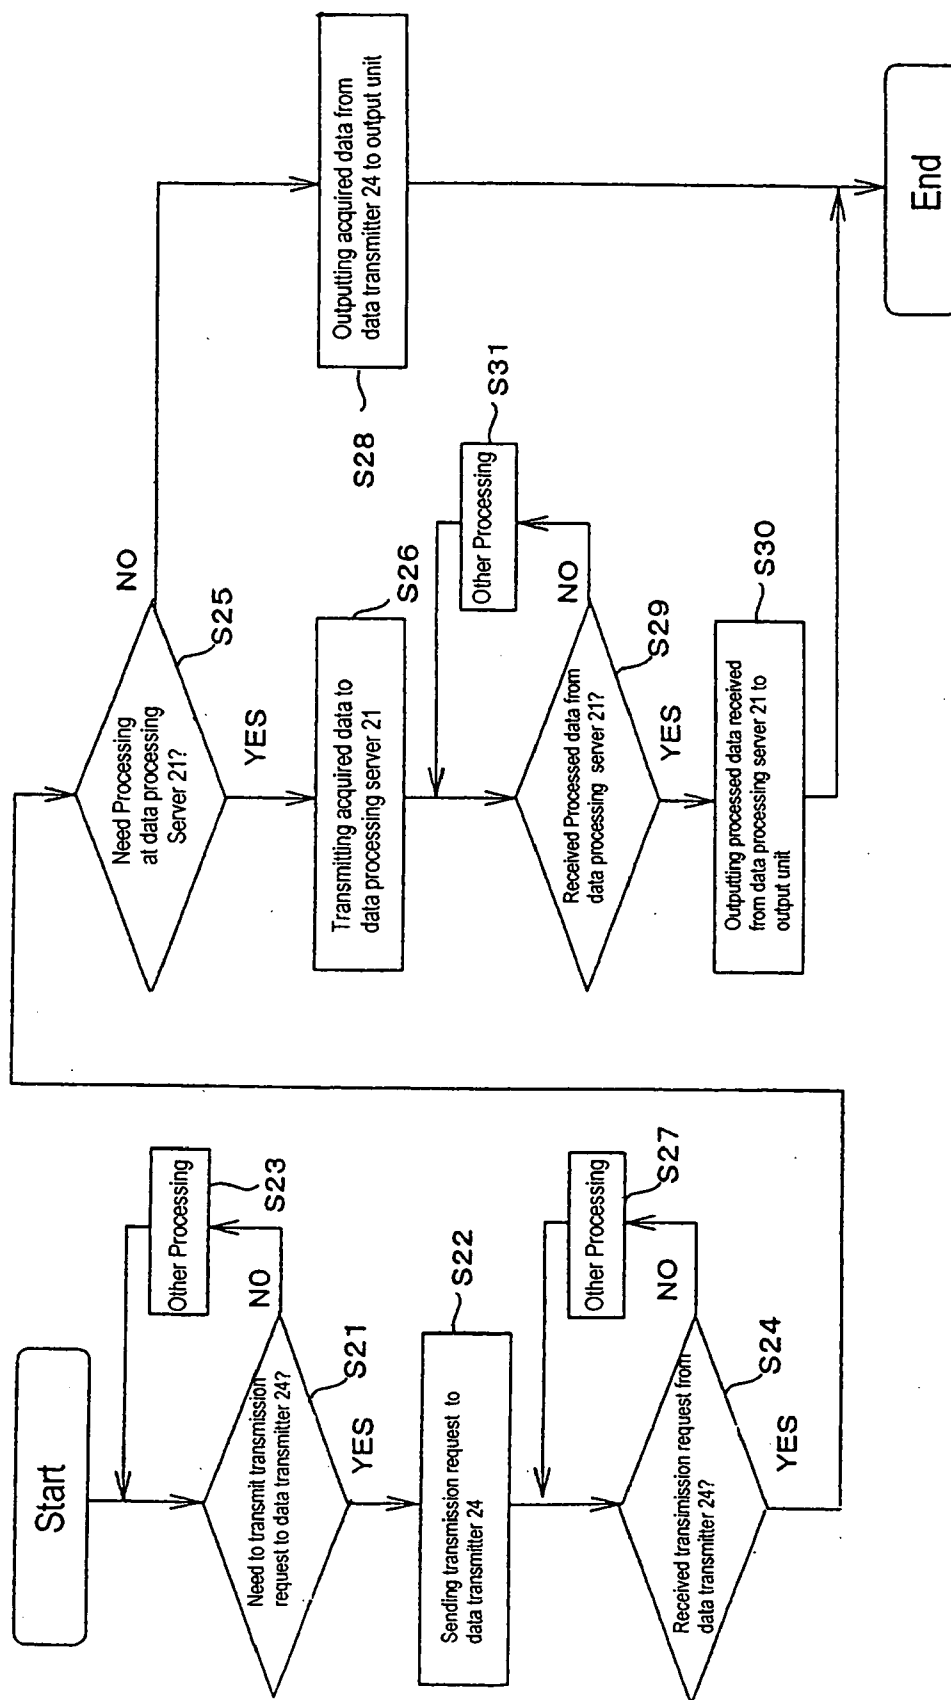 Start
Other Processing
S23
Need to transmit transmission
request to data transmitter 24?
NO
S21
YES
Sending transmission request to
data transmitter 24
S22
Other Processing
S27
Received transimission request from
data transmitter 24?
NO
S24
YES
Need Processing
at data processing
Server 21?
NO
S25
YES
Transmitting acquired data to
data processing server 21
S26
Other Processing
S31
Received Processed data from
data processing server 21?
NO
S29
YES
Outputting processed data received
from data processing server 21 to
output unit
S30
Outputting acquired data from
data transmitter 24 to output unit
S28
End